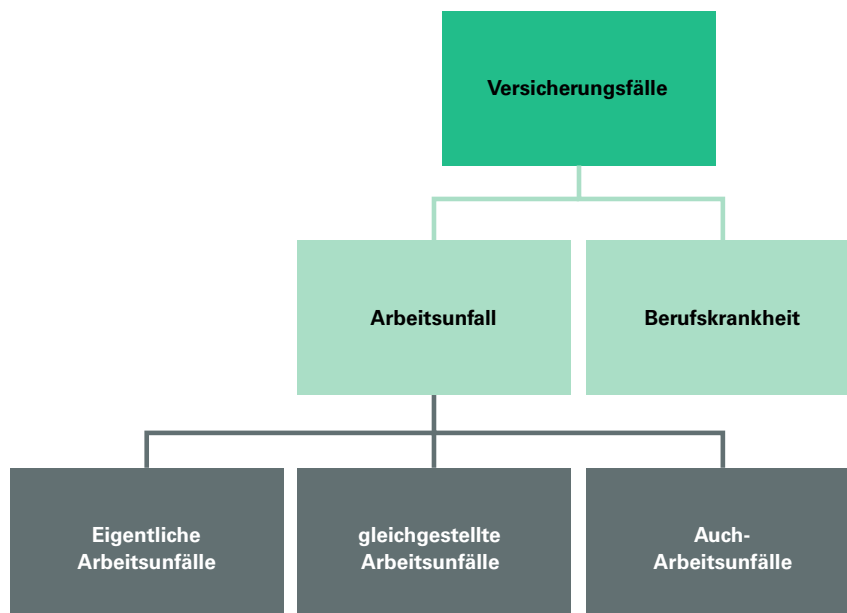 Versicherungsfälle
Arbeitsunfall
Berufskrankheit
Eigentliche
Arbeitsunfälle
gleichgestellte
Arbeitsunfälle
Auch-
Arbeitsunfälle